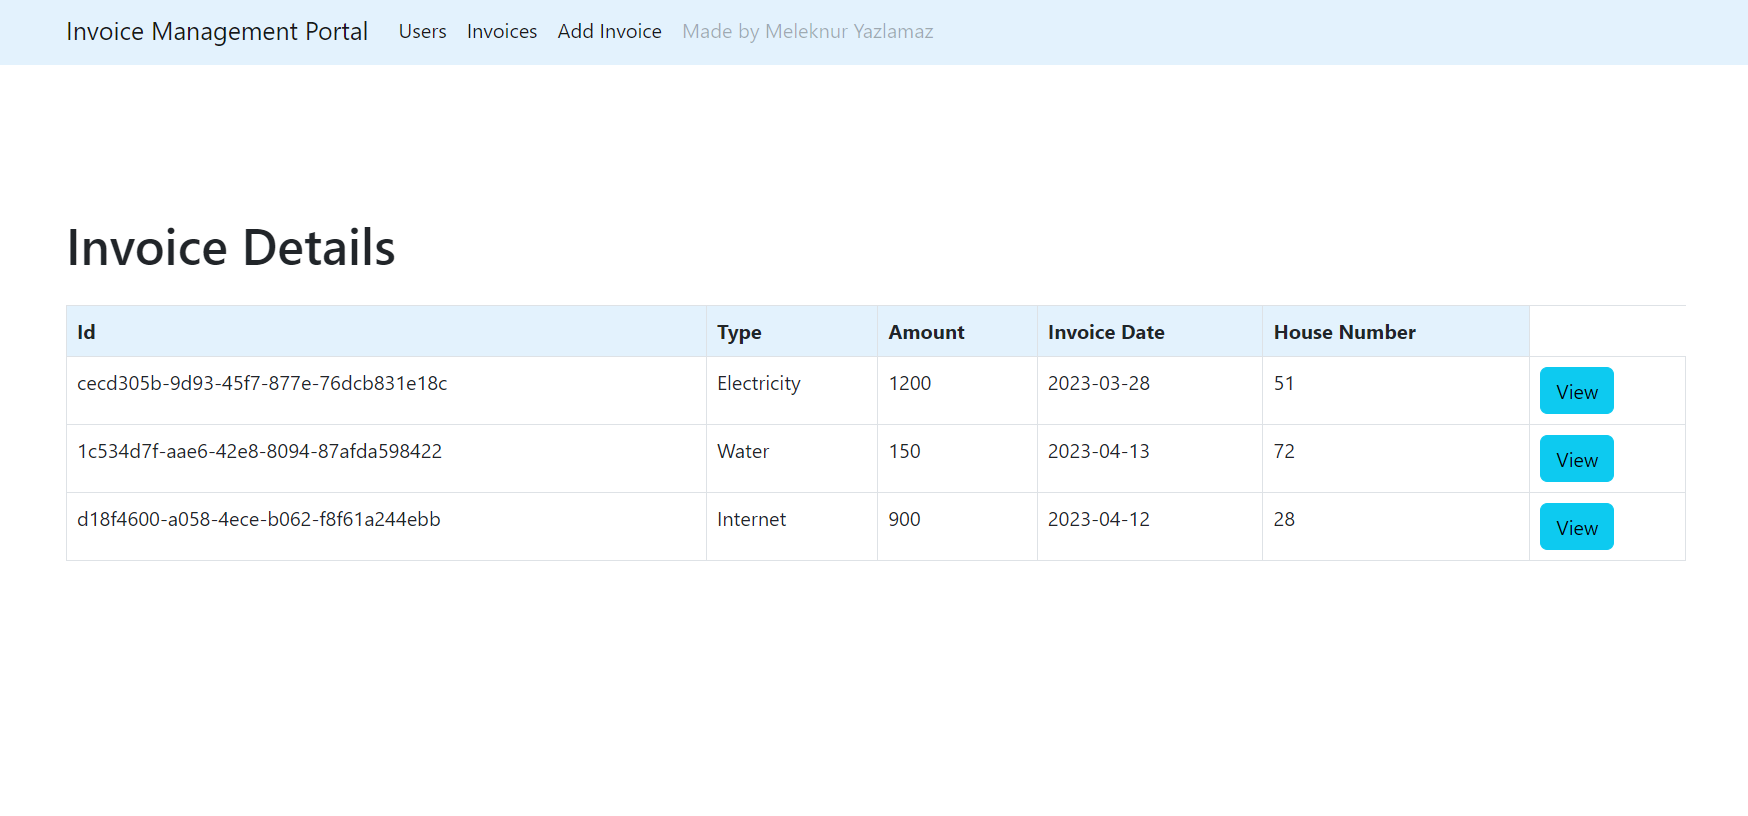 Invoice Management Portal Users Invoices Add Invoice Made by Meleknur Yazlamaz
Invoice Details
Id Type Amount Invoice Date House Number
cecd305b-9d93-45f7-877e-76dcb831e18c Electricity 1200 2023-03-28 51 View
1c534d7f-aae6-42e8-8094-87afda598422 Water 150 2023-04-13 72 View
d18f4600-a058-4ece-b062-f8f61a244ebb Internet 900 2023-04-12 28 View